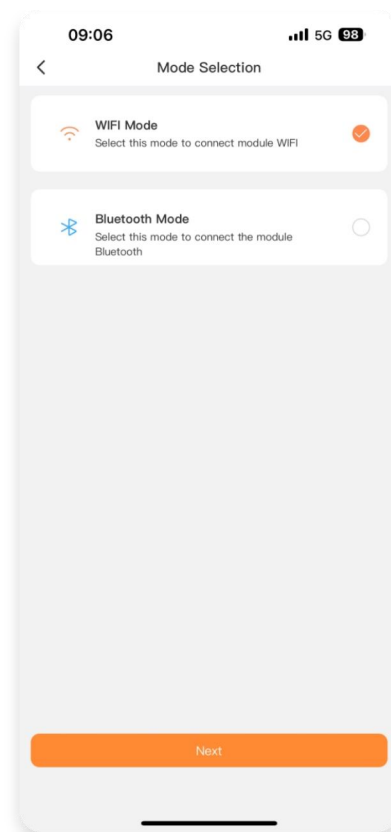 09:06 5G 98
Mode Selection
WIFI Mode
Select this mode to connect module WIFI
Bluetooth Mode
Select this mode to connect the module
Bluetooth
Next